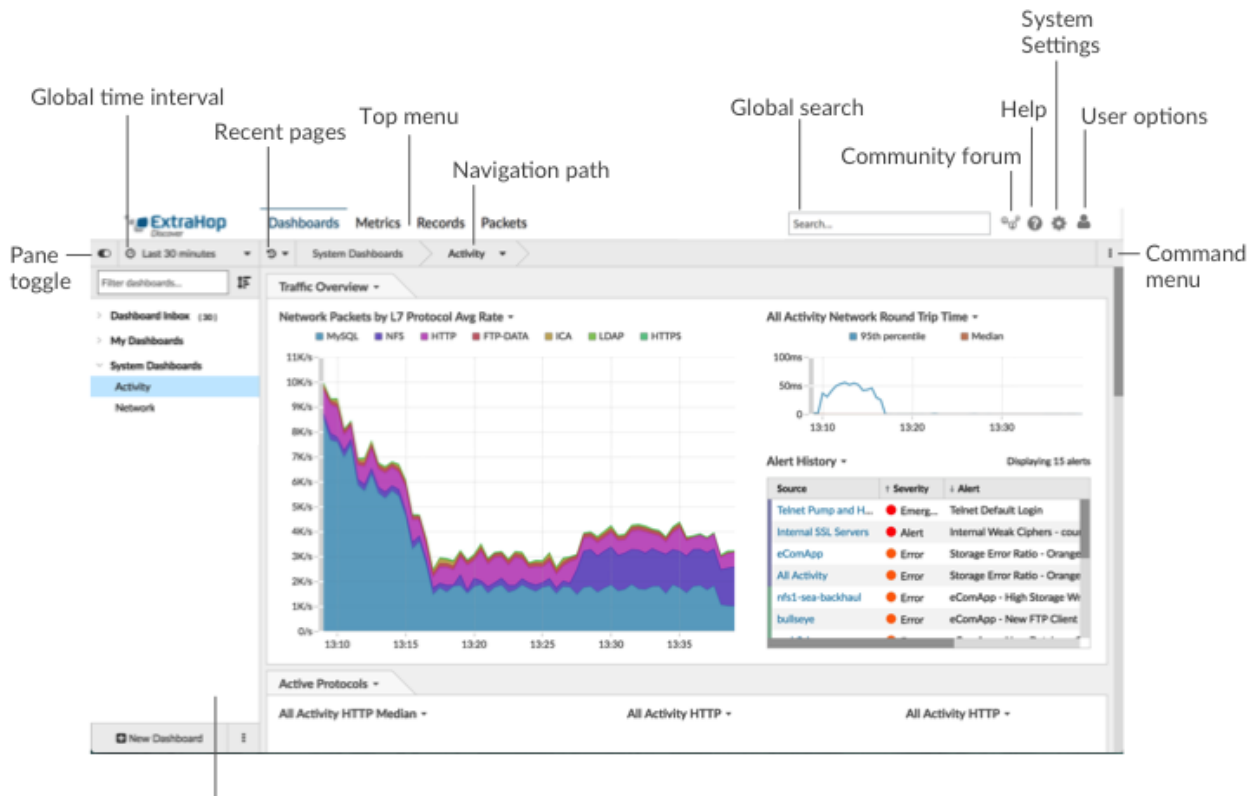 System
Settings
Global time interval
Recent pages
Top menu
Navigation path
Global search
Community forum
Help
User options
ExtraHop
Discover
Dashboards Metrics Records Packets
Search...
Pane
toggle
Last 30 minutes
System Dashboards
Activity
Command
menu
Filter dashboards...
Dashboard Inbox (30)
My Dashboards
System Dashboards
Activity
Network
New Dashboard
Traffic Overview
Network Packets by L7 Protocol Avg Rate
MySQL NFS HTTP FTP-DATA ICA LDAP HTTPS
11K/s
10K/s
9K/s
8K/s
7K/s
6K/s
5K/s
4K/s
3K/s
2K/s
1K/s
0/s
13:10 13:15 13:20 13:25 13:30 13:35
All Activity Network Round Trip Time
95th percentile Median
100ms
50ms
0
13:10 13:20 13:30
Alert History
Displaying 15 alerts
Source Severity Alert
Telnet Pump and H... Emerg... Telnet Default Login
Internal SSL Servers Alert Internal Weak Ciphers - cou
eComApp Error Storage Error Ratio - Orange
All Activity Error Storage Error Ratio - Orange
nfs1-sea-backhaul Error eComApp - High Storage Wr
bullseye Error eComApp - New FTP Client
Active Protocols
All Activity HTTP Median
All Activity HTTP
All Activity HTTP